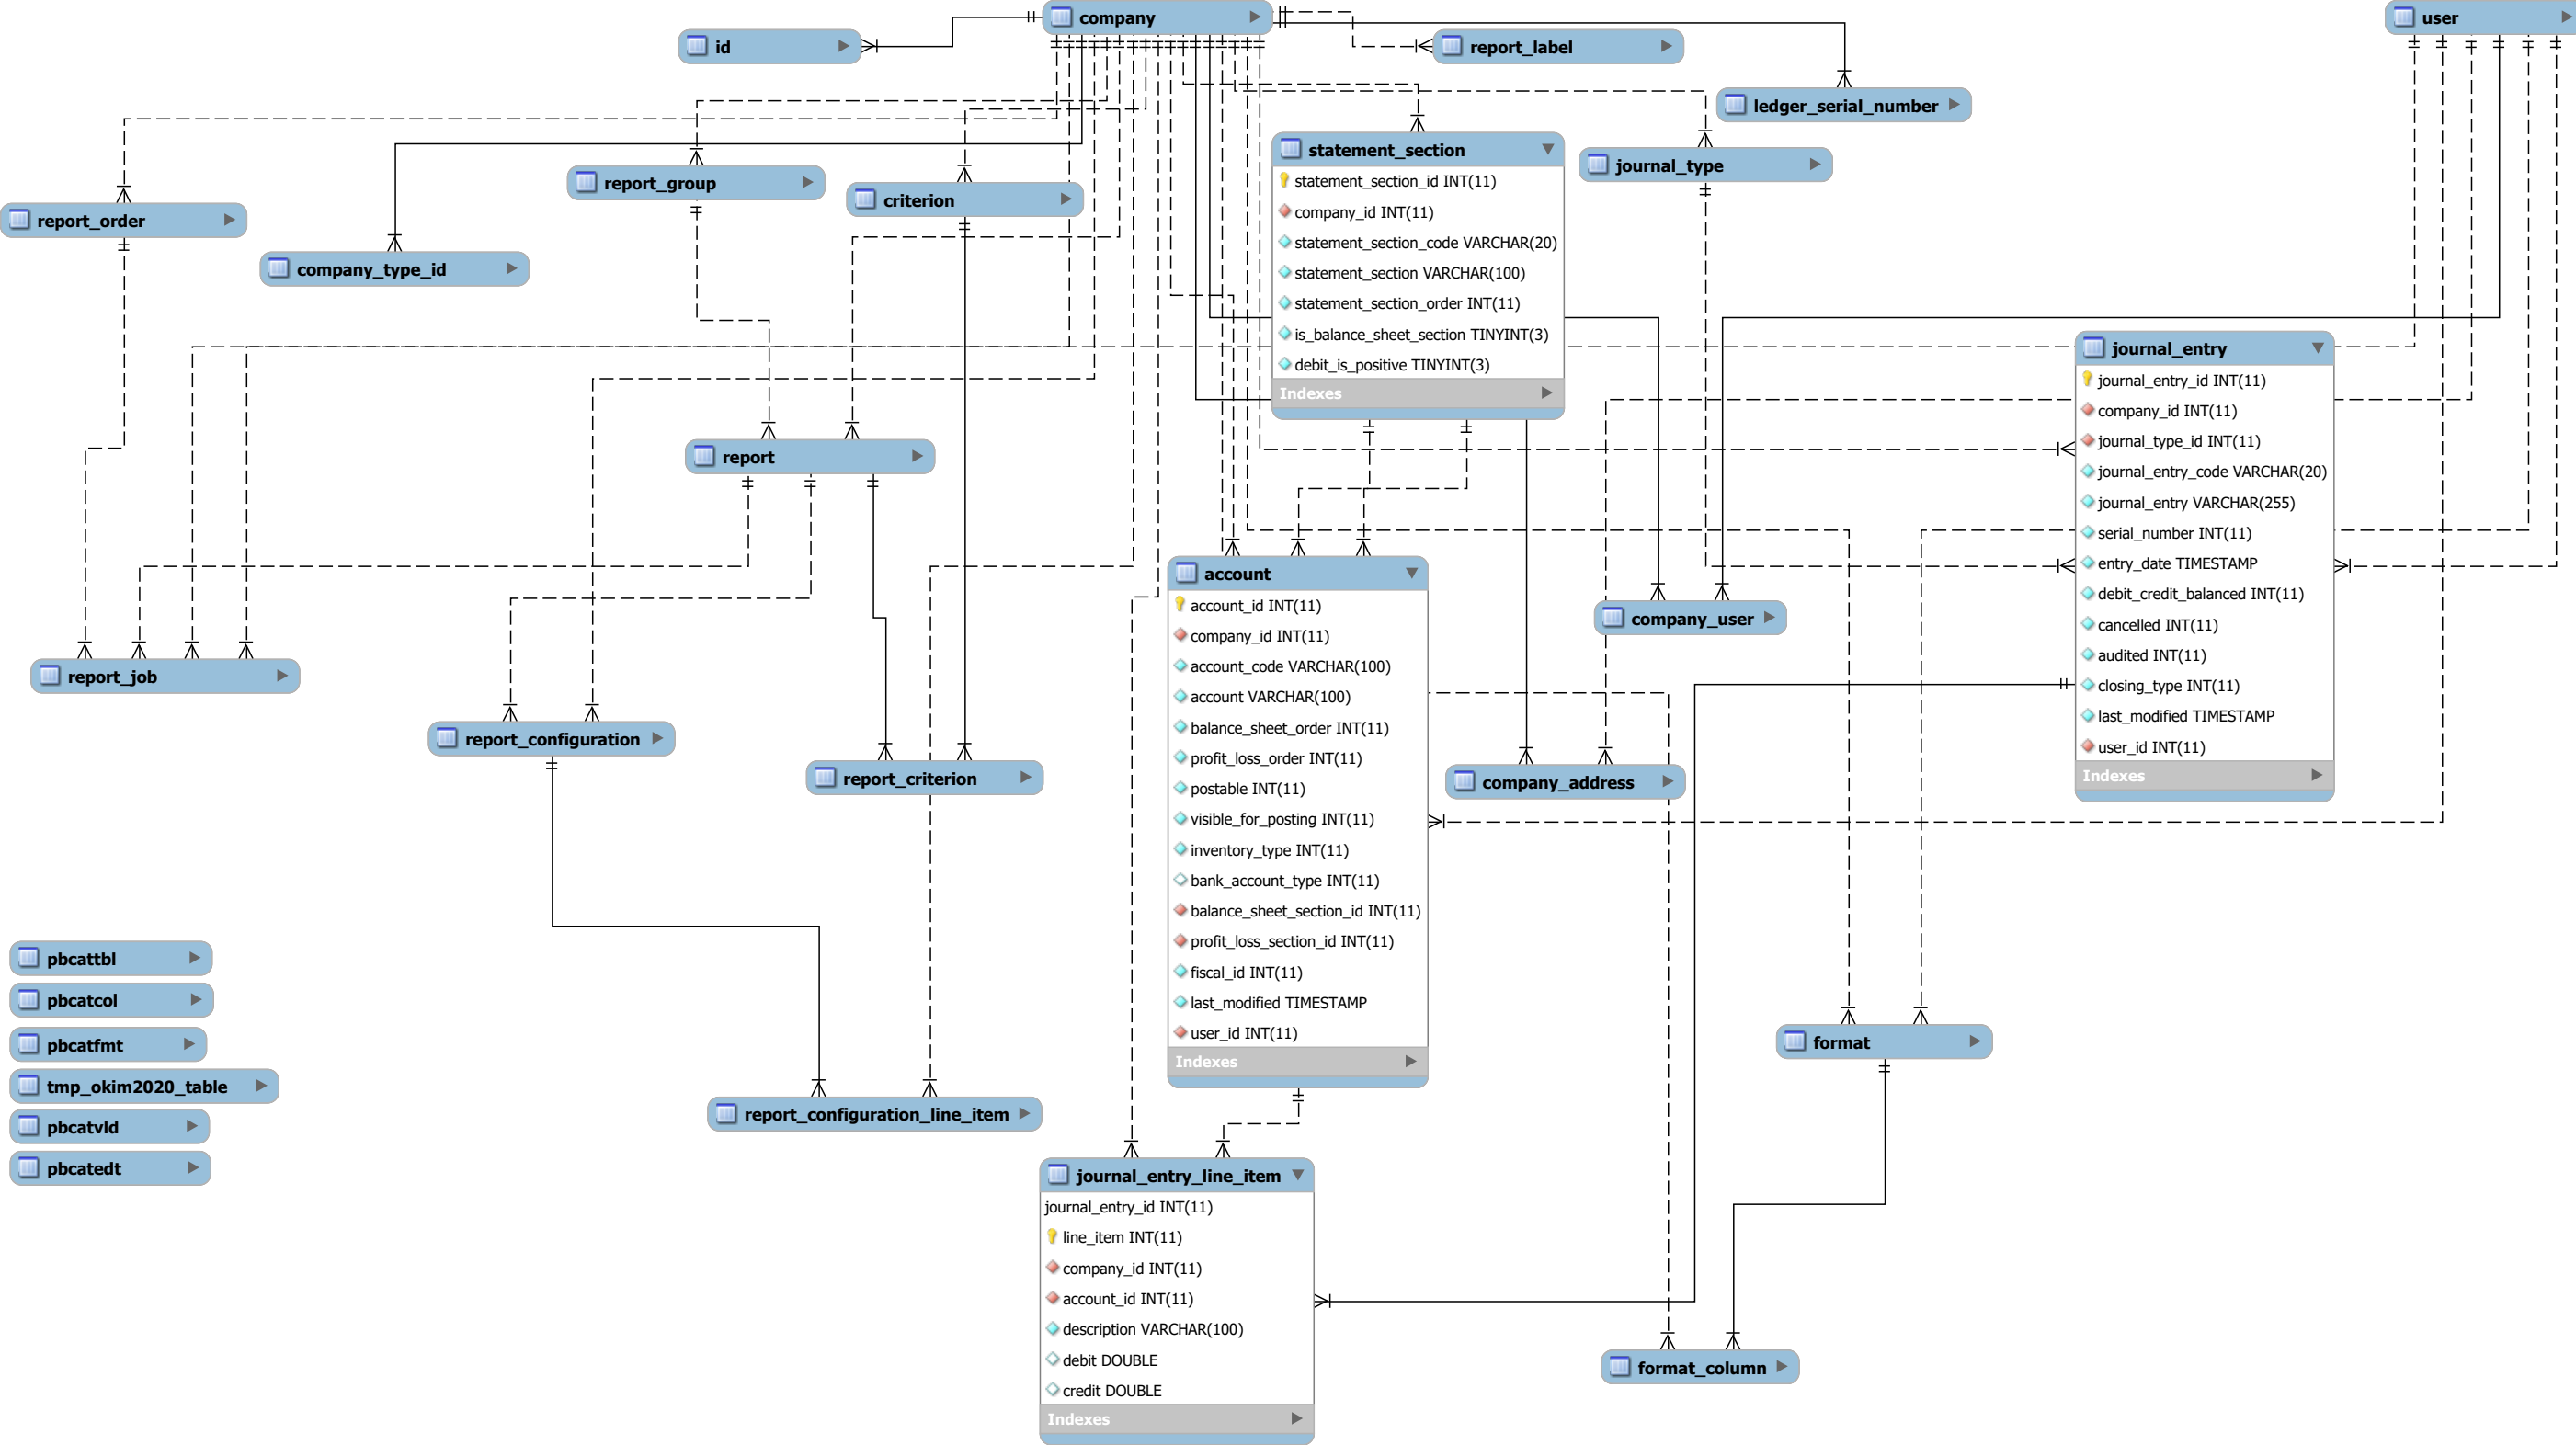 company
user
id
report_label
ledger_serial_number
statement_section
statement_section_id INT(11)
company_id INT(11)
statement_section_code VARCHAR(20)
statement_section VARCHAR(100)
statement_section_order INT(11)
is_balance_sheet_section TINYINT(3)
debit_is_positive TINYINT(3)
Indexes
journal_type
report_group
criterion
report_order
company_type_id
journal_entry
journal_entry_id INT(11)
company_id INT(11)
journal_type_id INT(11)
journal_entry_code VARCHAR(20)
journal_entry VARCHAR(255)
serial_number INT(11)
entry_date TIMESTAMP
debit_credit_balanced INT(11)
cancelled INT(11)
audited INT(11)
closing_type INT(11)
last_modified TIMESTAMP
user_id INT(11)
Indexes
report
account
account_id INT(11)
company_id INT(11)
account_code VARCHAR(100)
account VARCHAR(100)
balance_sheet_order INT(11)
profit_loss_order INT(11)
postable INT(11)
visible_for_posting INT(11)
inventory_type INT(11)
bank_account_type INT(11)
balance_sheet_section_id INT(11)
profit_loss_section_id INT(11)
fiscal_id INT(11)
last_modified TIMESTAMP
user_id INT(11)
Indexes
company_user
report_job
report_configuration
report_criterion
company_address
pbcattbl
pbcatcol
pbcatfmt
tmp_okim2020_table
pbcatvld
pbcatedt
format
report_configuration_line_item
journal_entry_line_item
journal_entry_id INT(11)
line_item INT(11)
company_id INT(11)
account_id INT(11)
description VARCHAR(100)
debit DOUBLE
credit DOUBLE
Indexes
format_column